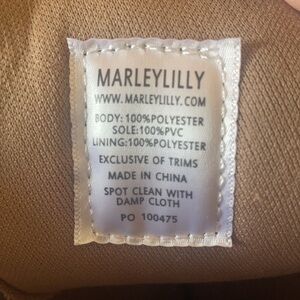 MARLEYLILLY
WWW.MARLEYLILLY.COM
BODY: 100%POLYESTER
SOLE:100%PVC
LINING:100%POLYESTER
EXCLUSIVE OF TRIMS
MADE IN CHINA
SPOT CLEAN WITH
DAMP CLOTH
PO 100475